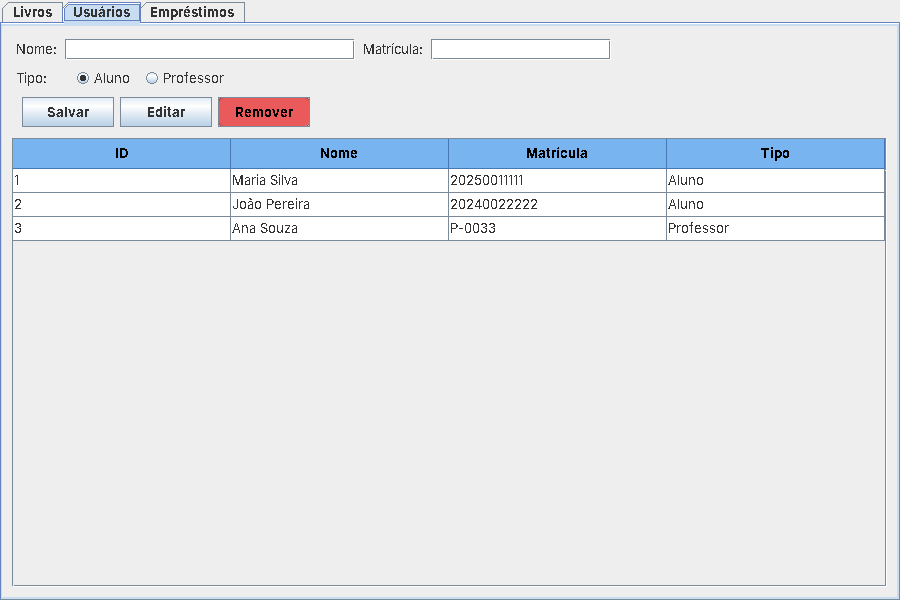 Livros Usuários Empréstimos
Nome: Matrícula:
Tipo: Aluno Professor
Salvar Editar Remover
ID Nome Matrícula Tipo
1 Maria Silva 20250011111 Aluno
2 João Pereira 20240022222 Aluno
3 Ana Souza P-0033 Professor